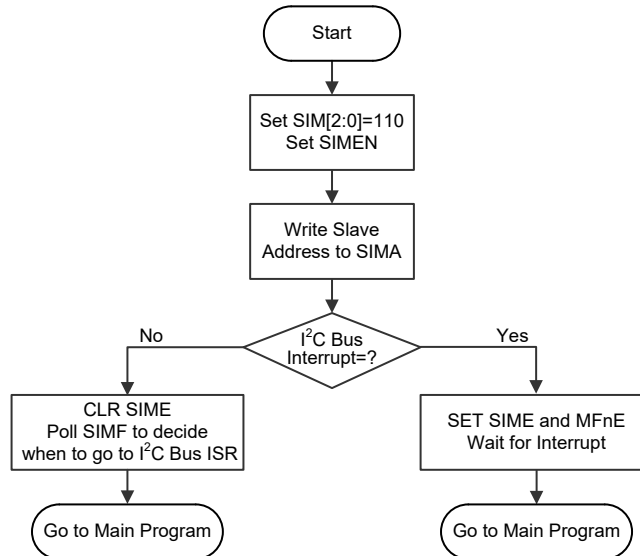 Start
Set SIM[2:0]=110
Set SIMEN
Write Slave
Address to SIMA
I²C Bus
Interrupt=?
No
Yes
CLR SIME
Poll SIMF to decide
when to go to I²C Bus ISR
SET SIME and MFnE
Wait for Interrupt
Go to Main Program
Go to Main Program